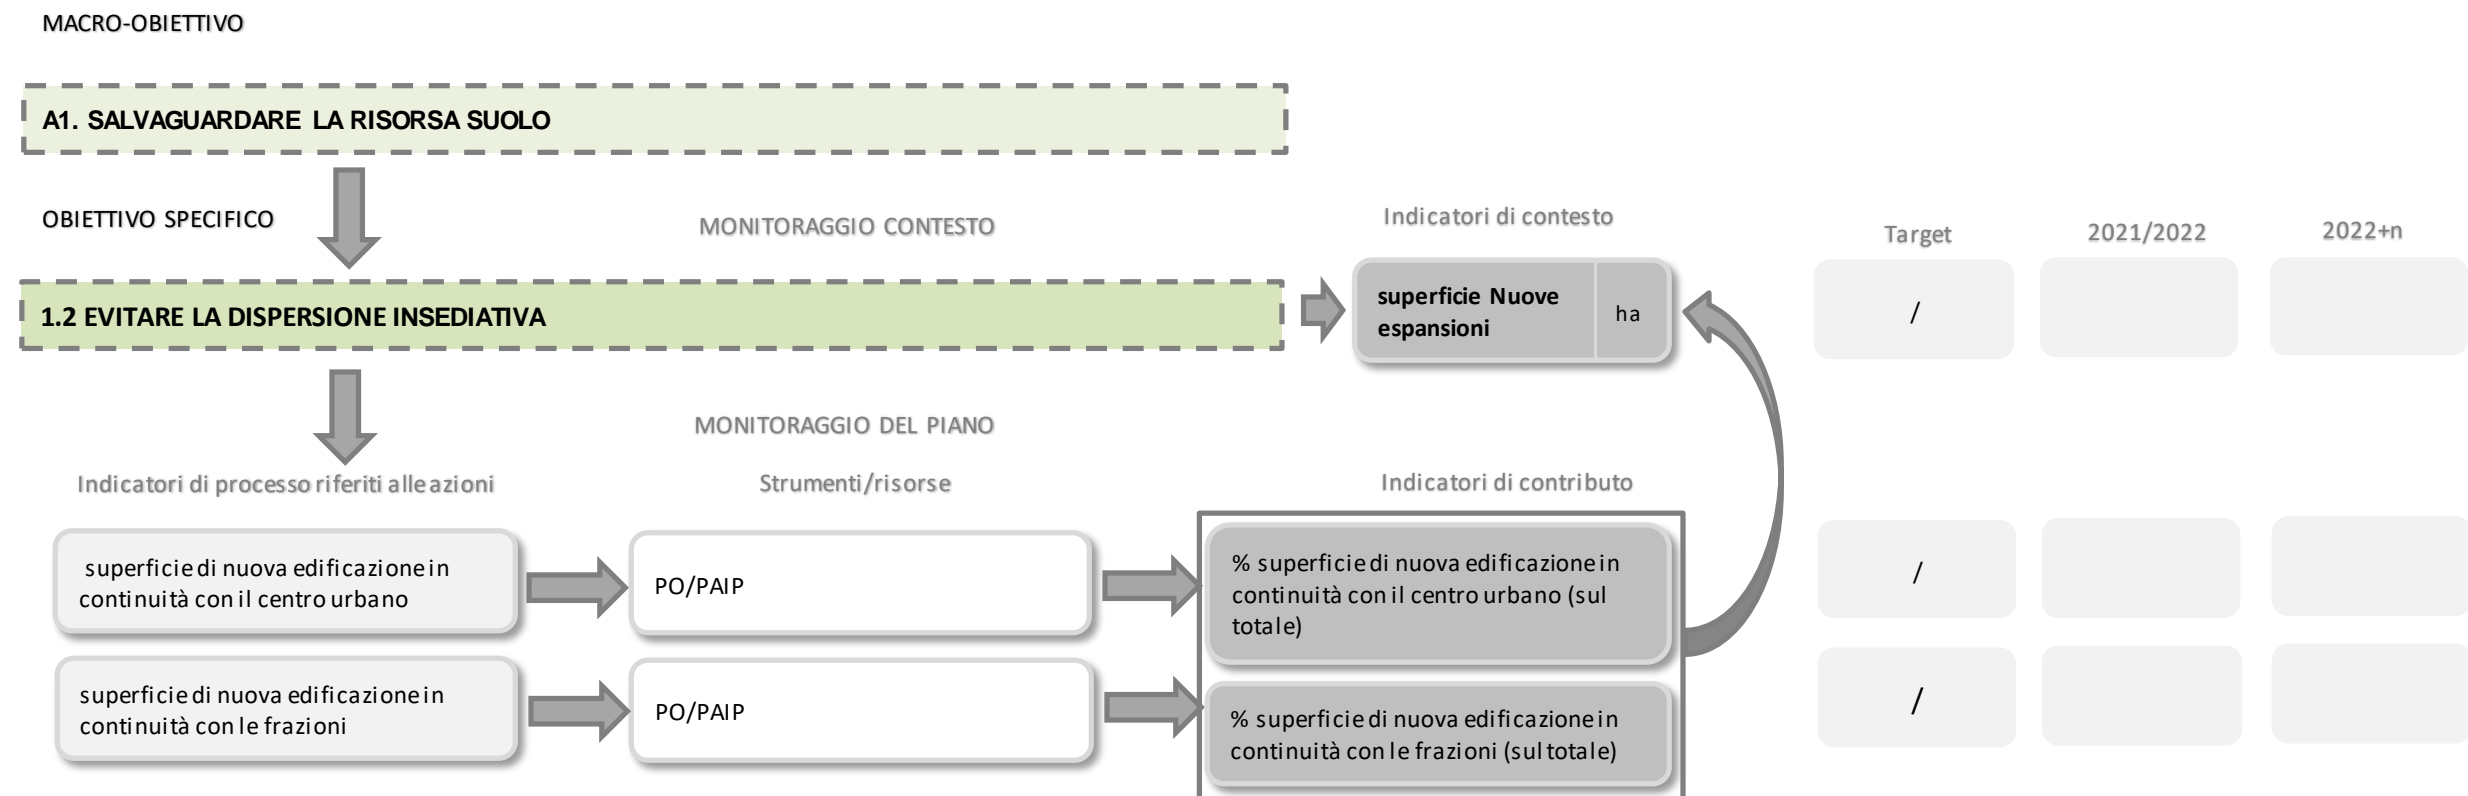 MACRO-OBIETTIVO
A1. SALVAGUARDARE LA RISORSA SUOLO
OBIETTIVO SPECIFICO
MONITORAGGIO CONTESTO
Indicatori di contesto
Target
2021/2022
2022+n
1.2 EVITARE LA DISPERSIONE INSEDIATIVA
superficie Nuove
espansioni
ha
/
MONITORAGGIO DEL PIANO
Indicatori di processo riferiti alle azioni
Strumenti/risorse
Indicatori di contributo
superficie di nuova edificazione in
continuità con il centro urbano
PO/PAIP
% superficie di nuova edificazione in
continuità con il centro urbano (sul
totale)
/
superficie di nuova edificazione in
continuità con le frazioni
PO/PAIP
% superficie di nuova edificazione in
continuità con le frazioni (sul totale)
/